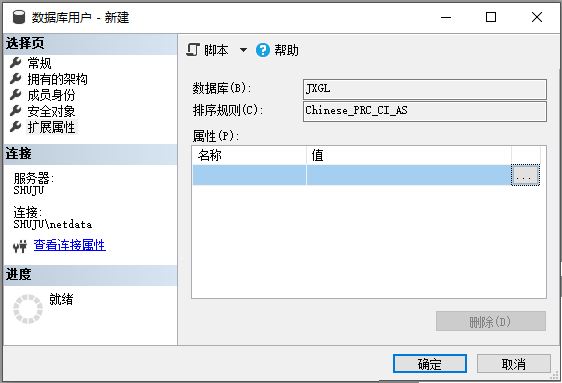 数据库用户 - 新建
选择页
常规
拥有的架构
成员身份
安全对象
扩展属性
连接
服务器:
SHUJU
连接:
SHUJU\netdata
查看连接属性
进度
就绪
脚本 帮助
数据库(B): JXGL
排序规则(C): Chinese_PRC_CI_AS
属性(P):
名称 值
...
删除(D)
确定 取消